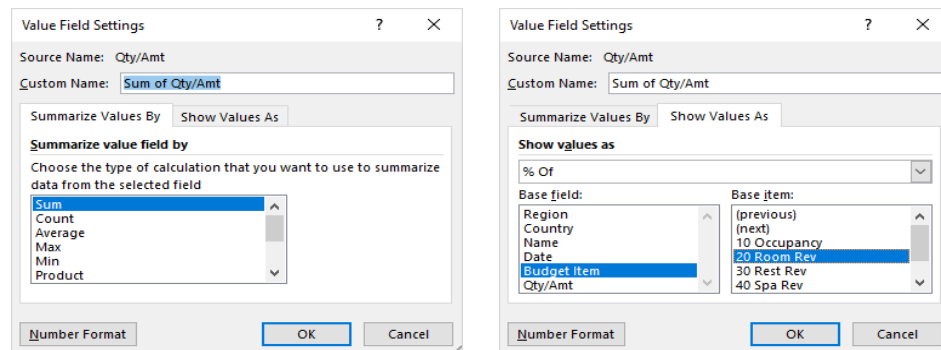 Value Field Settings ? ×
Source Name: Qty/Amt
Custom Name: Sum of Qty/Amt
Summarize Values By Show Values As
Summarize value field by
Choose the type of calculation that you want to use to summarize
data from the selected field
Sum
Count
Average
Max
Min
Product
Number Format OK Cancel
Value Field Settings ? ×
Source Name: Qty/Amt
Custom Name: Sum of Qty/Amt
Summarize Values By Show Values As
Show values as
% Of
Base field: Base item:
Region (previous)
Country (next)
Name 10 Occupancy
Date 20 Room Rev
Budget Item 30 Rest Rev
Qty/Amt 40 Spa Rev
Number Format OK Cancel